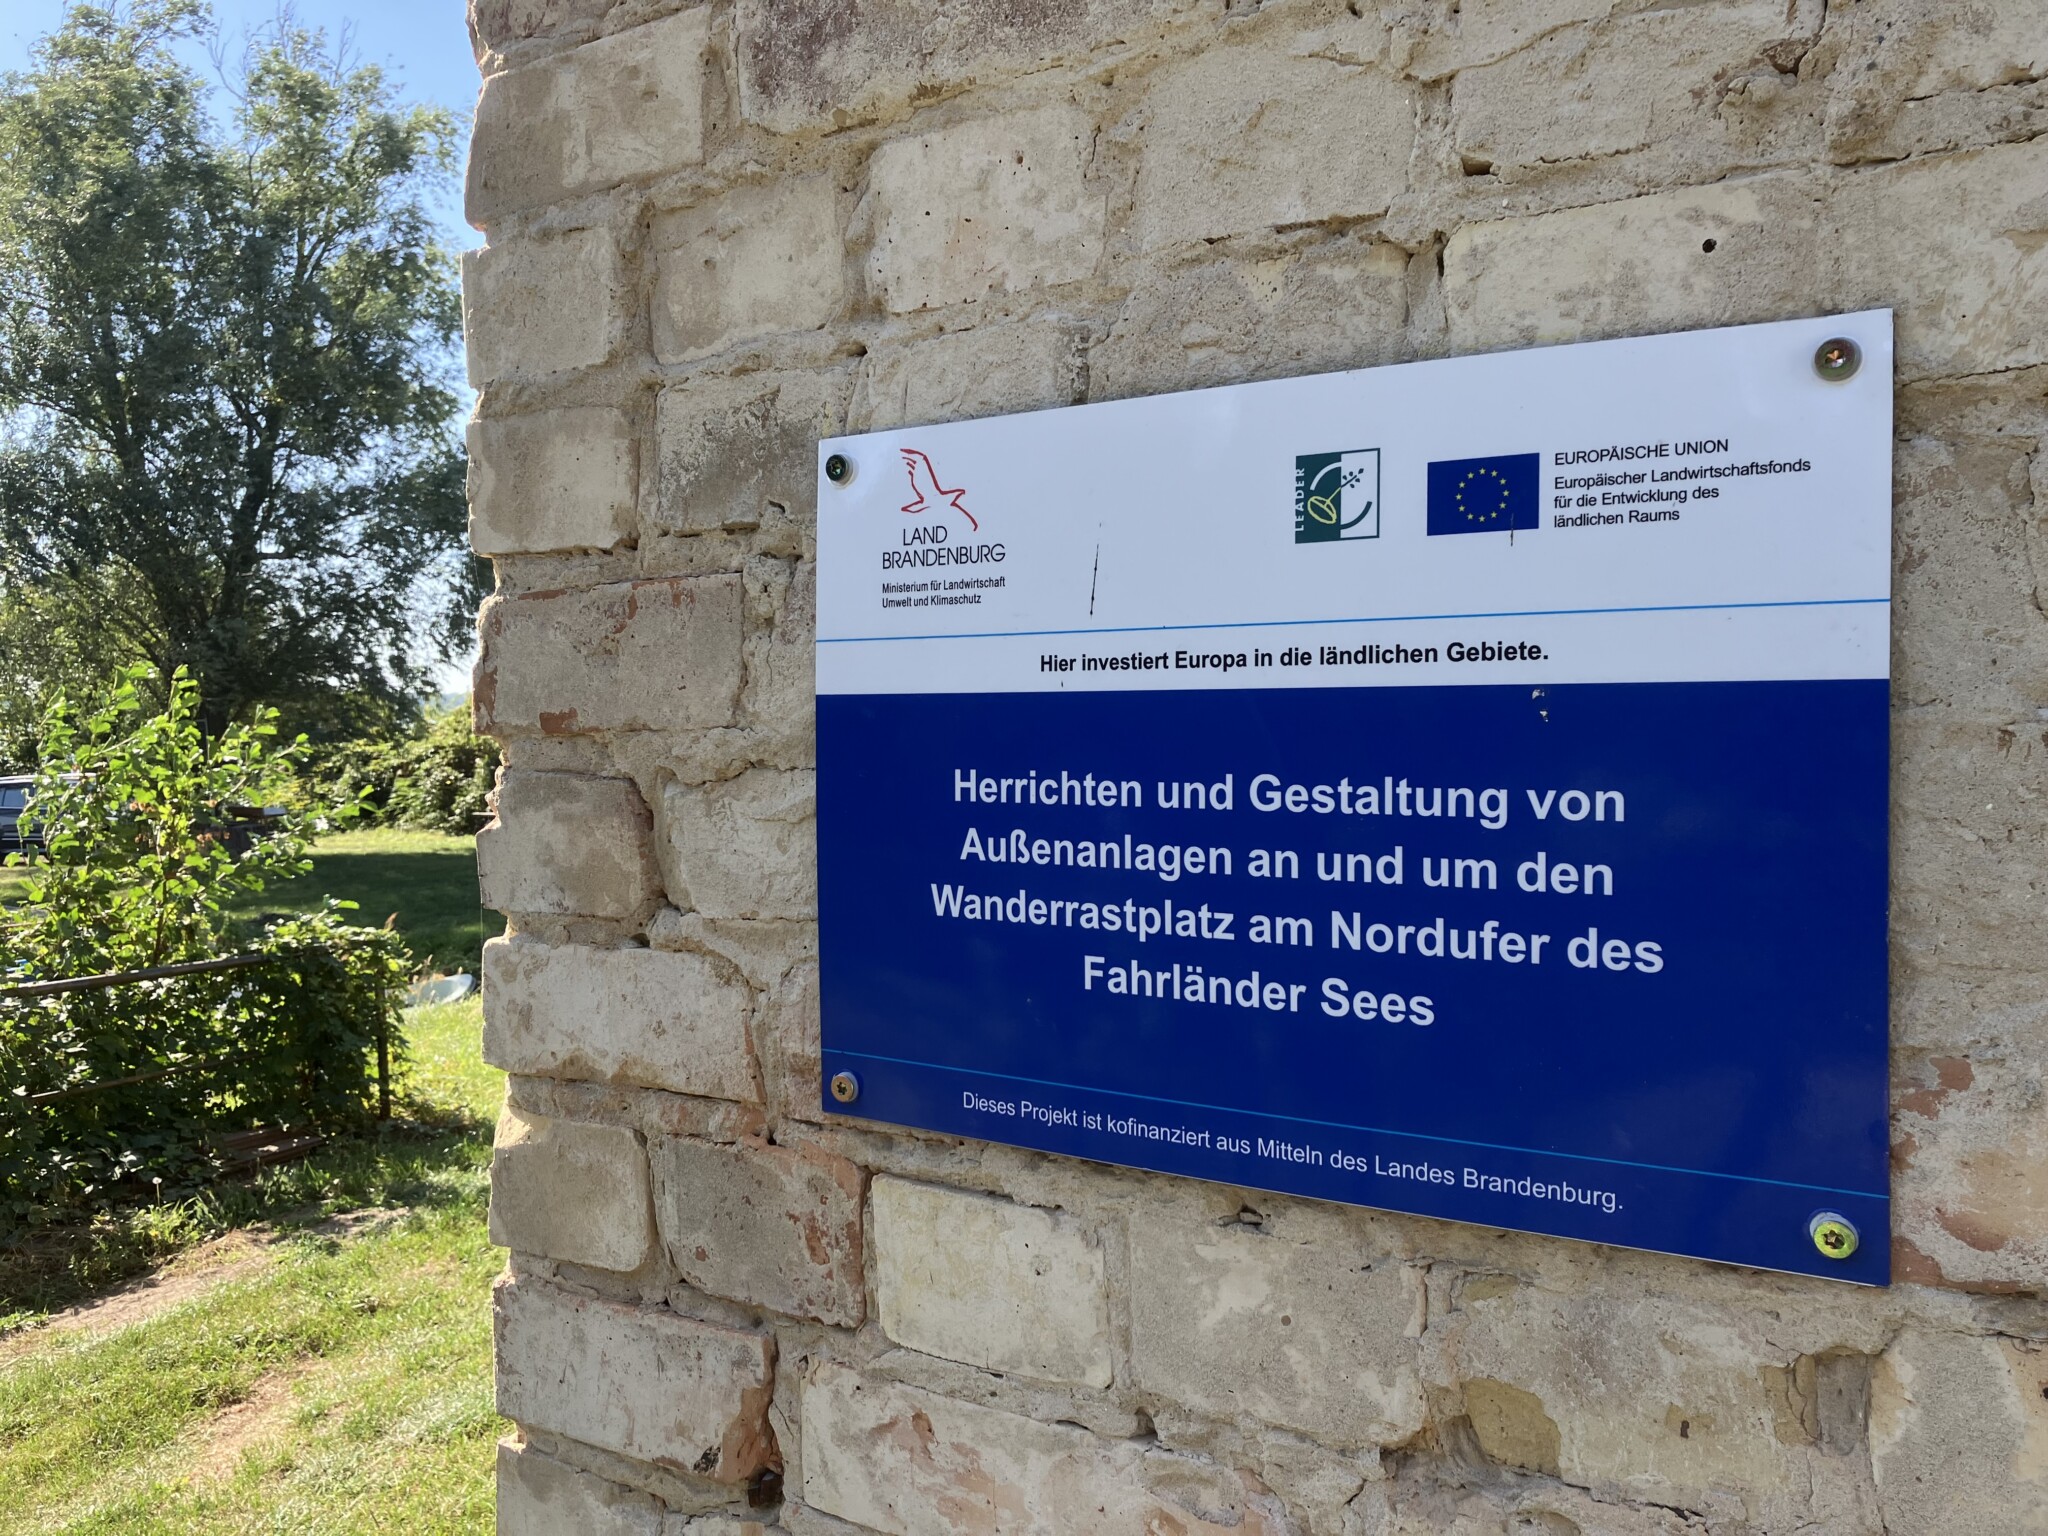 LAND
BRANDENBURG
Ministerium für Landwirtschaft
Umwelt und Klimaschutz
LEADER
EUROPÄISCHE UNION
Europäischer Landwirtschaftsfonds
für die Entwicklung des
ländlichen Raums
Hier investiert Europa in die ländlichen Gebiete.
Herrichten und Gestaltung von
Außenanlagen an und um den
Wanderrastplatz am Nordufer des
Fahrländer Sees
Dieses Projekt ist kofinanziert aus Mitteln des Landes Brandenburg.